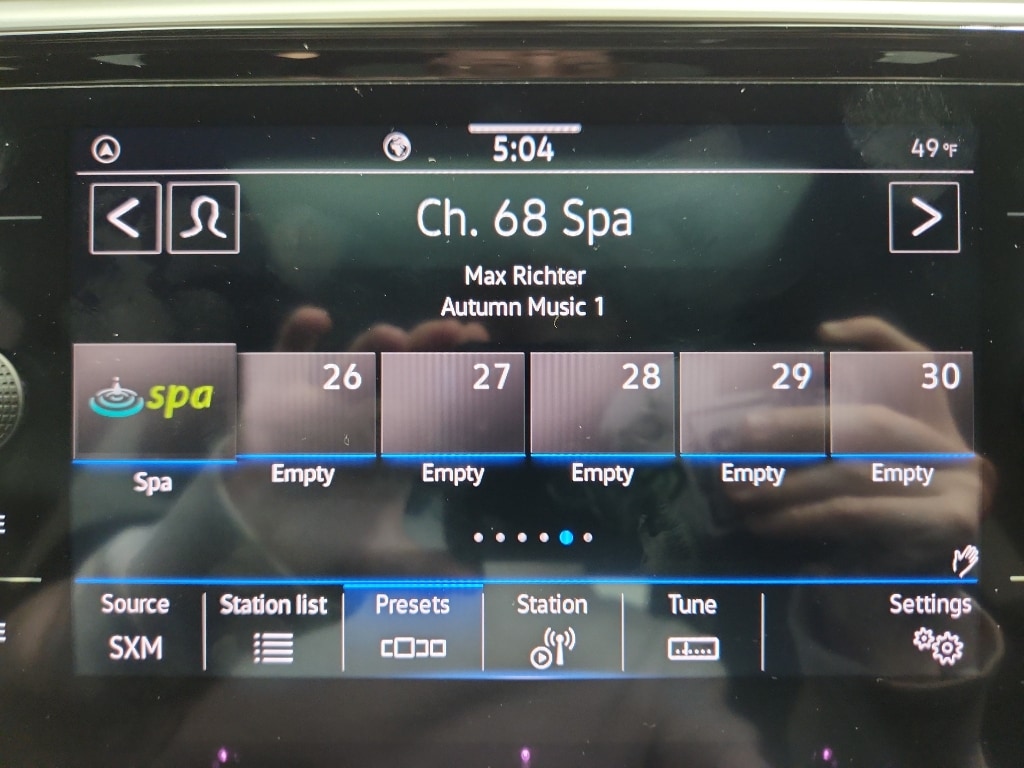 5:04
49°F
< Ch. 68 Spa >
Max Richter
Autumn Music 1
spa 26 27 28 29 30
Spa Empty Empty Empty Empty Empty
Source Station list Presets Station Tune Settings
SXM